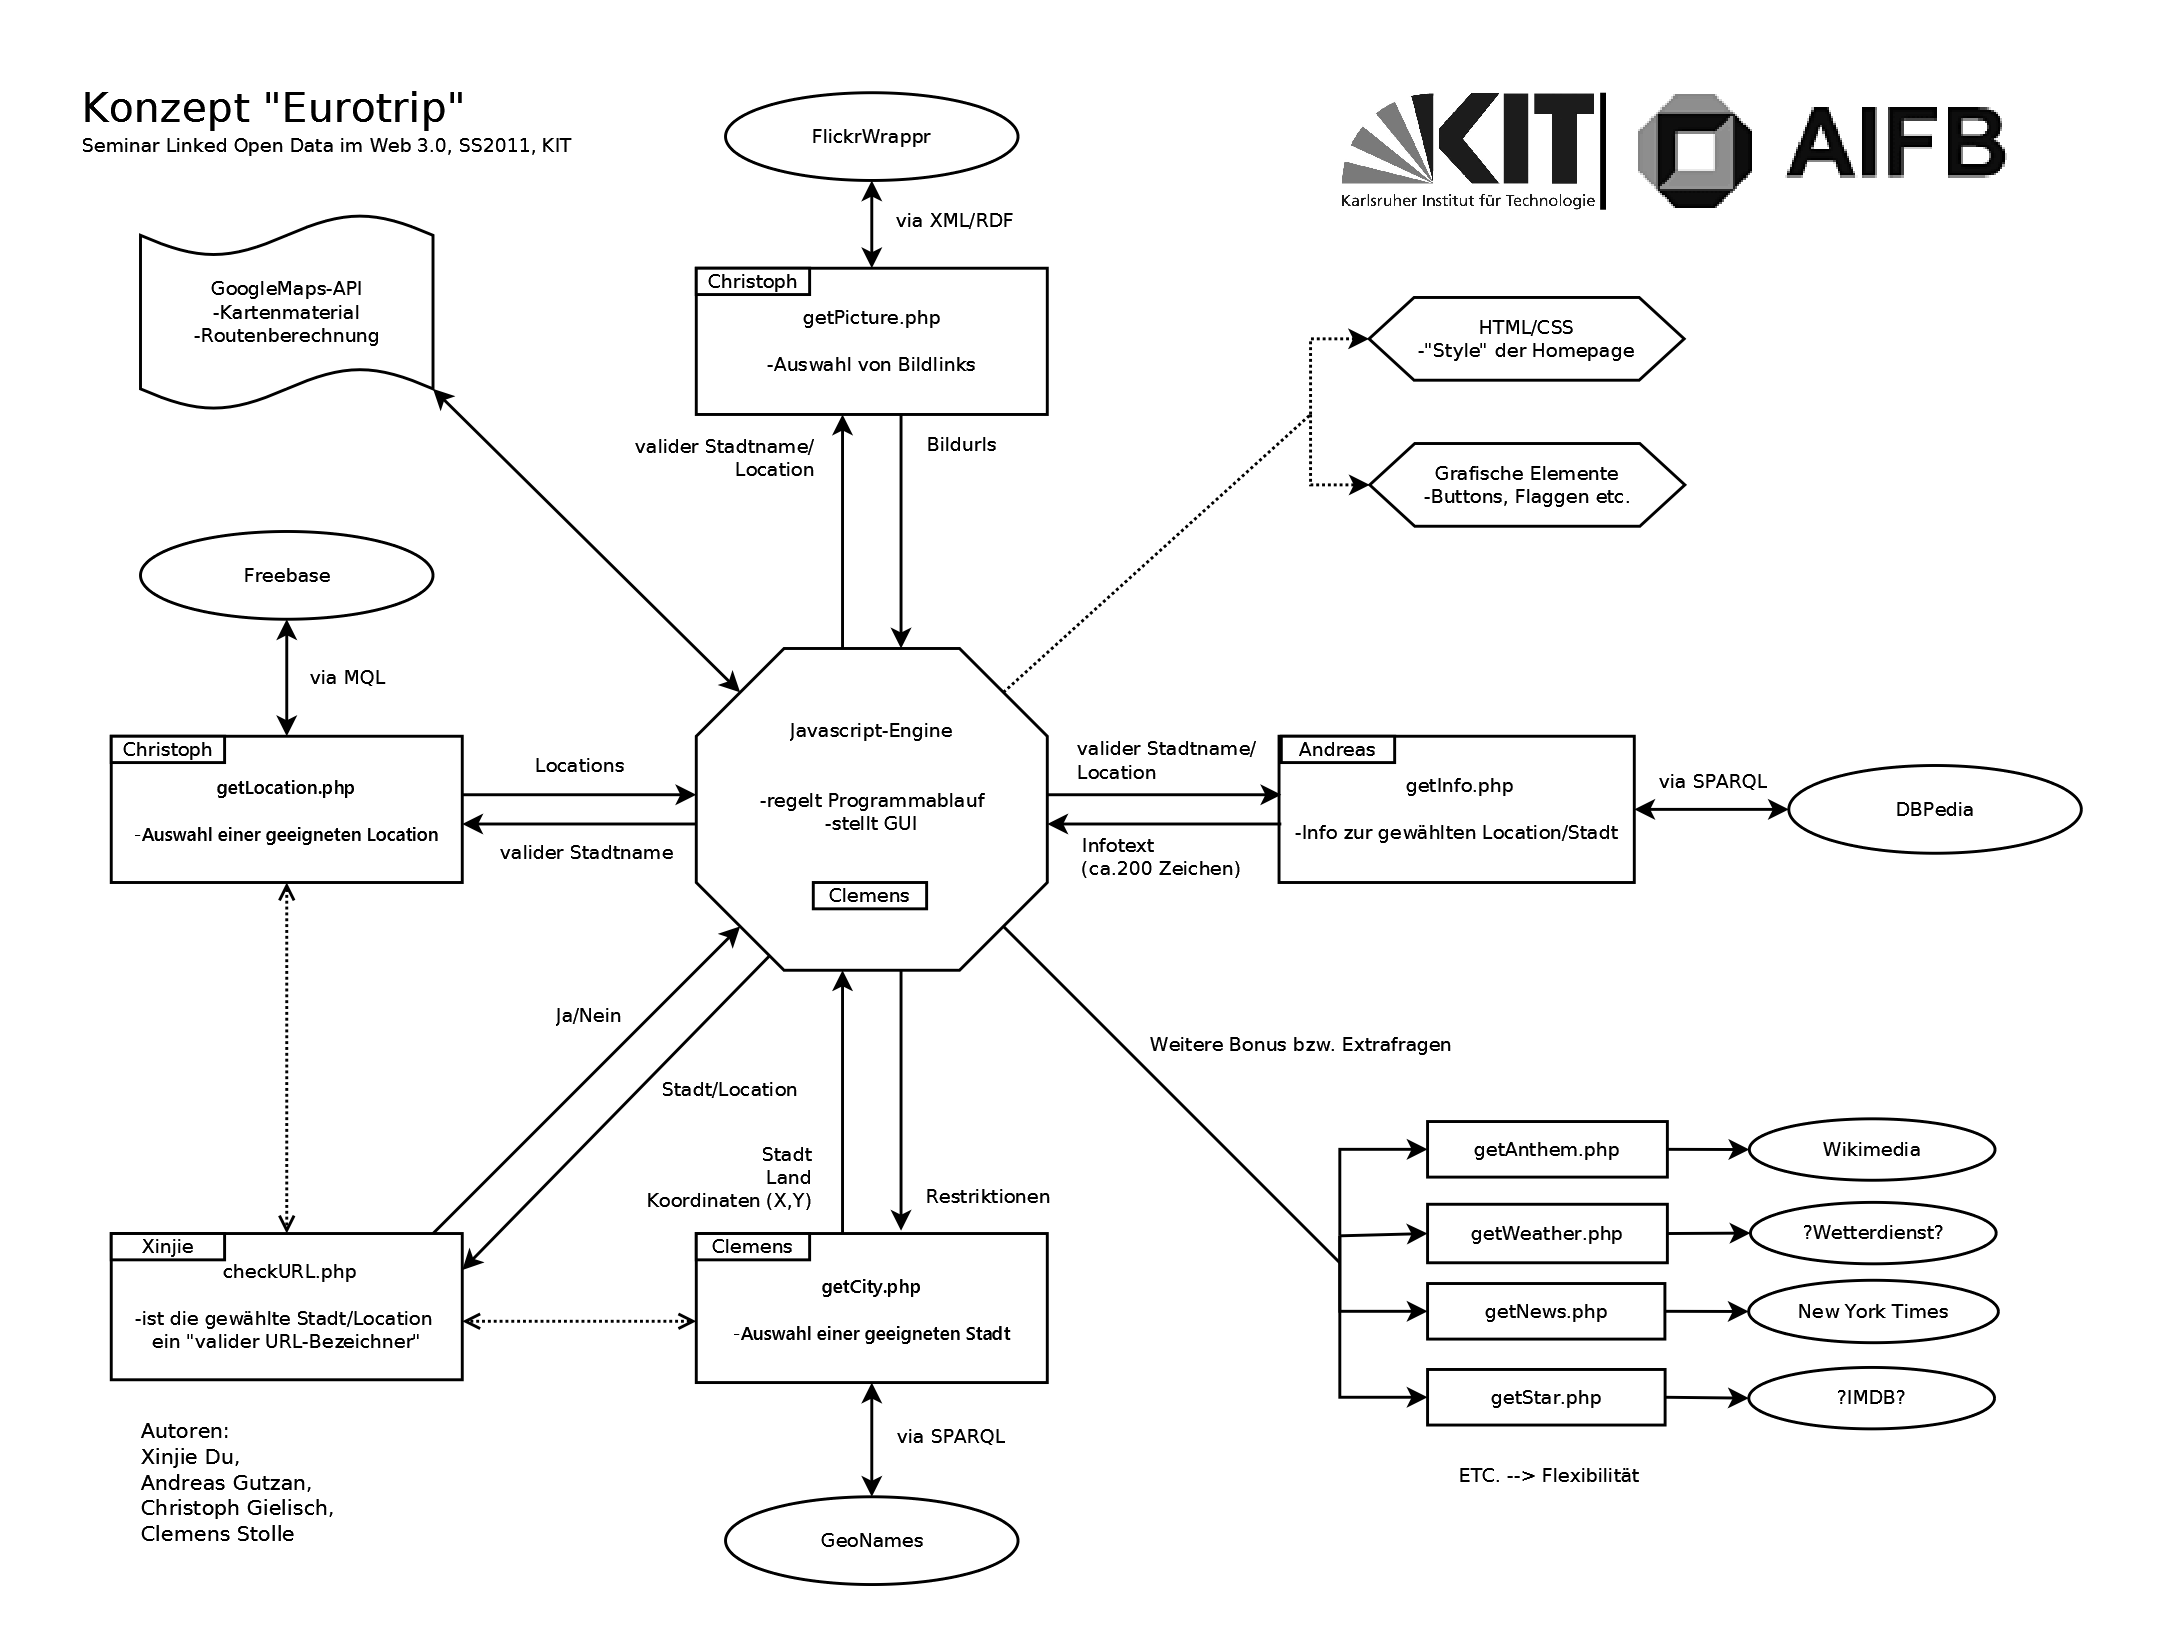 Konzept "Eurotrip"
Seminar Linked Open Data im Web 3.0, SS2011, KIT
KIT
Karlsruher Institut für Technologie
AIFB
FlickrWrappr
via XML/RDF
Christoph
getPicture.php
-Auswahl von Bildlinks
GoogleMaps-API
-Kartenmaterial
-Routenberechnung
HTML/CSS
-"Style" der Homepage
Grafische Elemente
-Buttons, Flaggen etc.
valider Stadtname/
Location
Bildurls
Freebase
via MQL
Christoph
getLocation.php
-Auswahl einer geeigneten Location
Locations
valider Stadtname
Javascript-Engine
-regelt Programmablauf
-stellt GUI
Clemens
valider Stadtname/
Location
Infotext
(ca.200 Zeichen)
Andreas
getInfo.php
-Info zur gewählten Location/Stadt
via SPARQL
DBPedia
Ja/Nein
Stadt/Location
Stadt
Land
Koordinaten (X,Y)
Restriktionen
Weitere Bonus bzw. Extrafragen
Xinjie
checkURL.php
-ist die gewählte Stadt/Location
ein "valider URL-Bezeichner"
Clemens
getCity.php
-Auswahl einer geeigneten Stadt
via SPARQL
GeoNames
getAnthem.php
Wikimedia
getWeather.php
?Wetterdienst?
getNews.php
New York Times
getStar.php
?IMDB?
ETC. --> Flexibilität
Autoren:
Xinjie Du,
Andreas Gutzan,
Christoph Gielisch,
Clemens Stolle